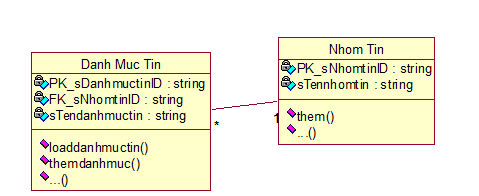 Danh Muc Tin
PK_sDanhmuctinID : string
FK_sNhomtinID : string
sTendanhmuctin : string
loaddanhmuctin()
themdanhmuc()
...()
*
1
Nhom Tin
PK_sNhomtinID : string
sTennhomtin : string
them()
...()